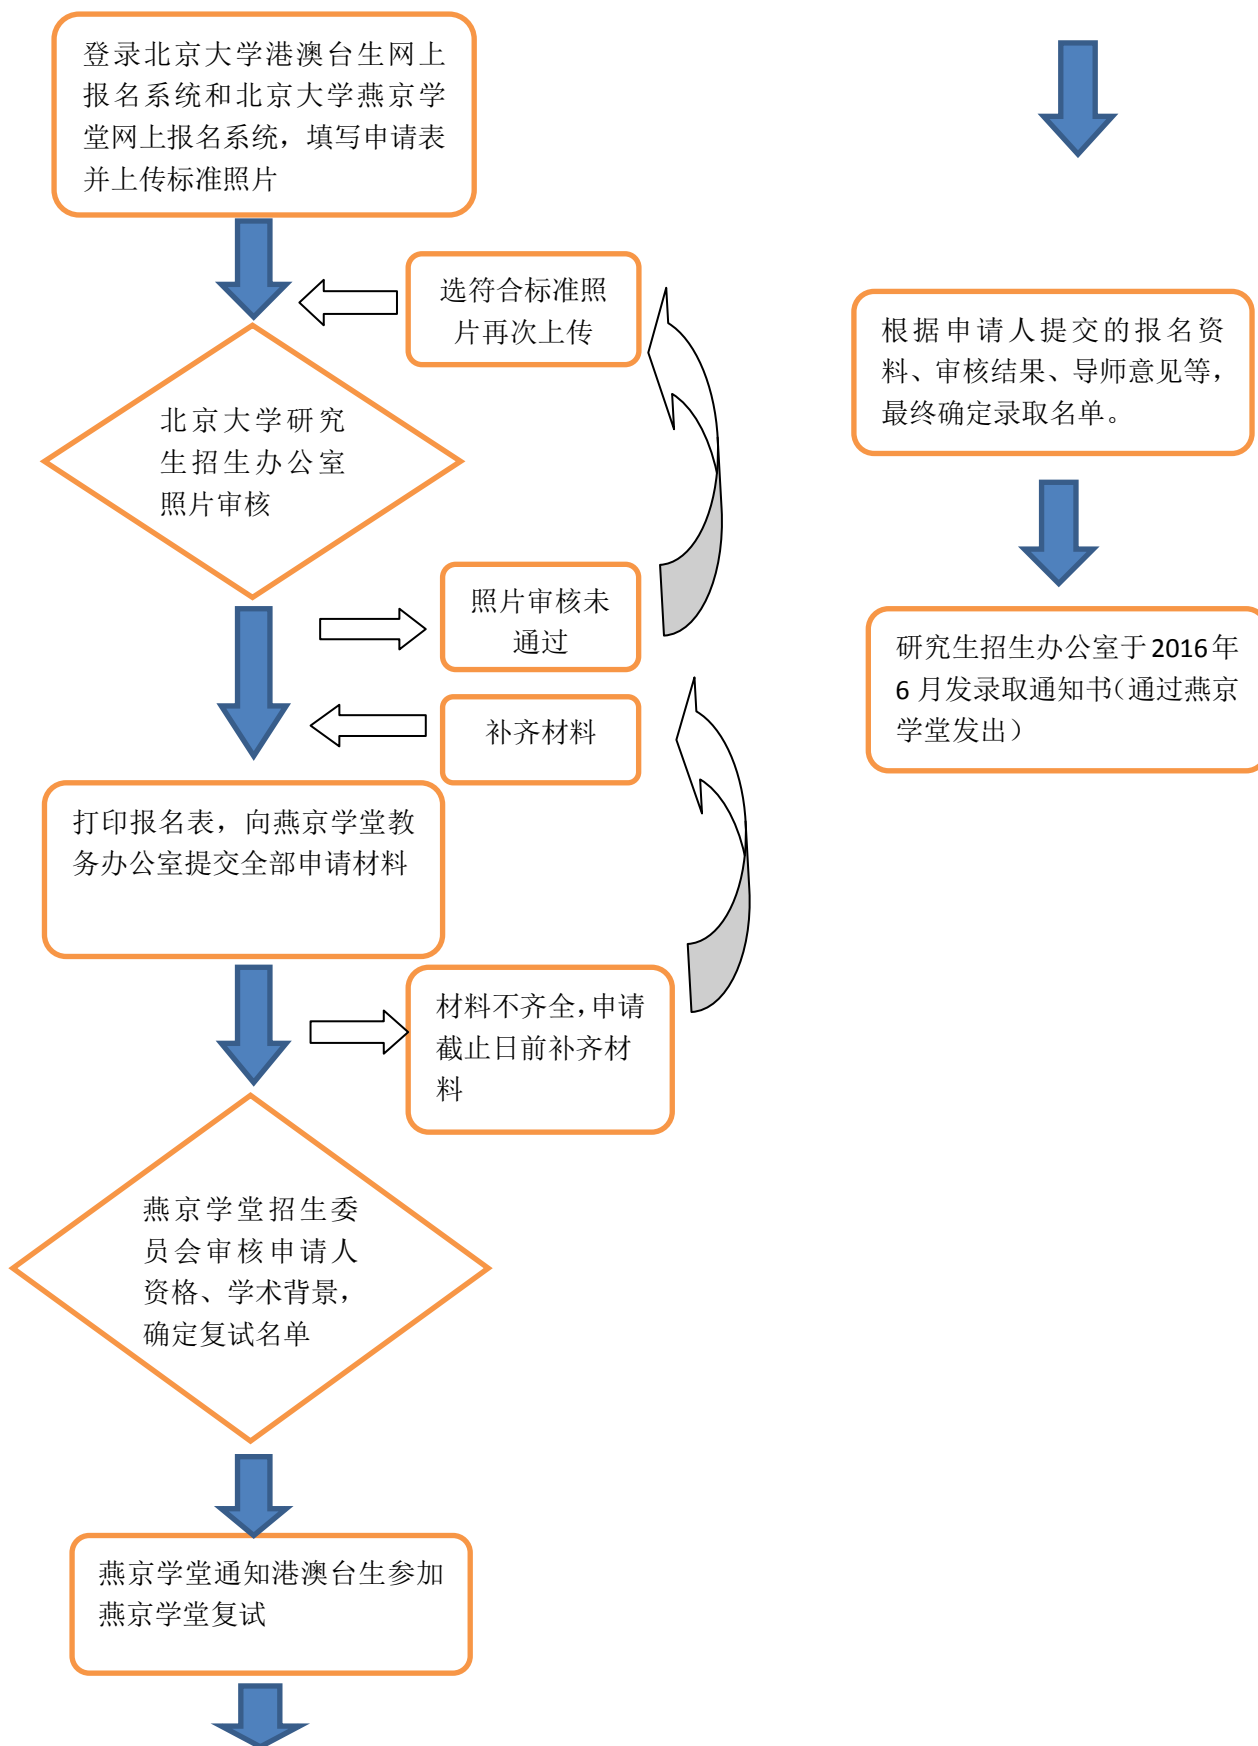 登录北京大学港澳台生网上
报名系统和北京大学燕京学
堂网上报名系统，填写申请表
并上传标准照片
选符合标准照
片再次上传
北京大学研究
生招生办公室
照片审核
照片审核未
通过
补齐材料
打印报名表，向燕京学堂教
务办公室提交全部申请材料
材料不齐全，申请
截止日前补齐材
料
燕京学堂招生委
员会审核申请人
资格、学术背景，
确定复试名单
燕京学堂通知港澳台生参加
燕京学堂复试
根据申请人提交的报名资
料、审核结果、导师意见等，
最终确定录取名单。
研究生招生办公室于 2016 年
6 月发录取通知书（通过燕京
学堂发出）